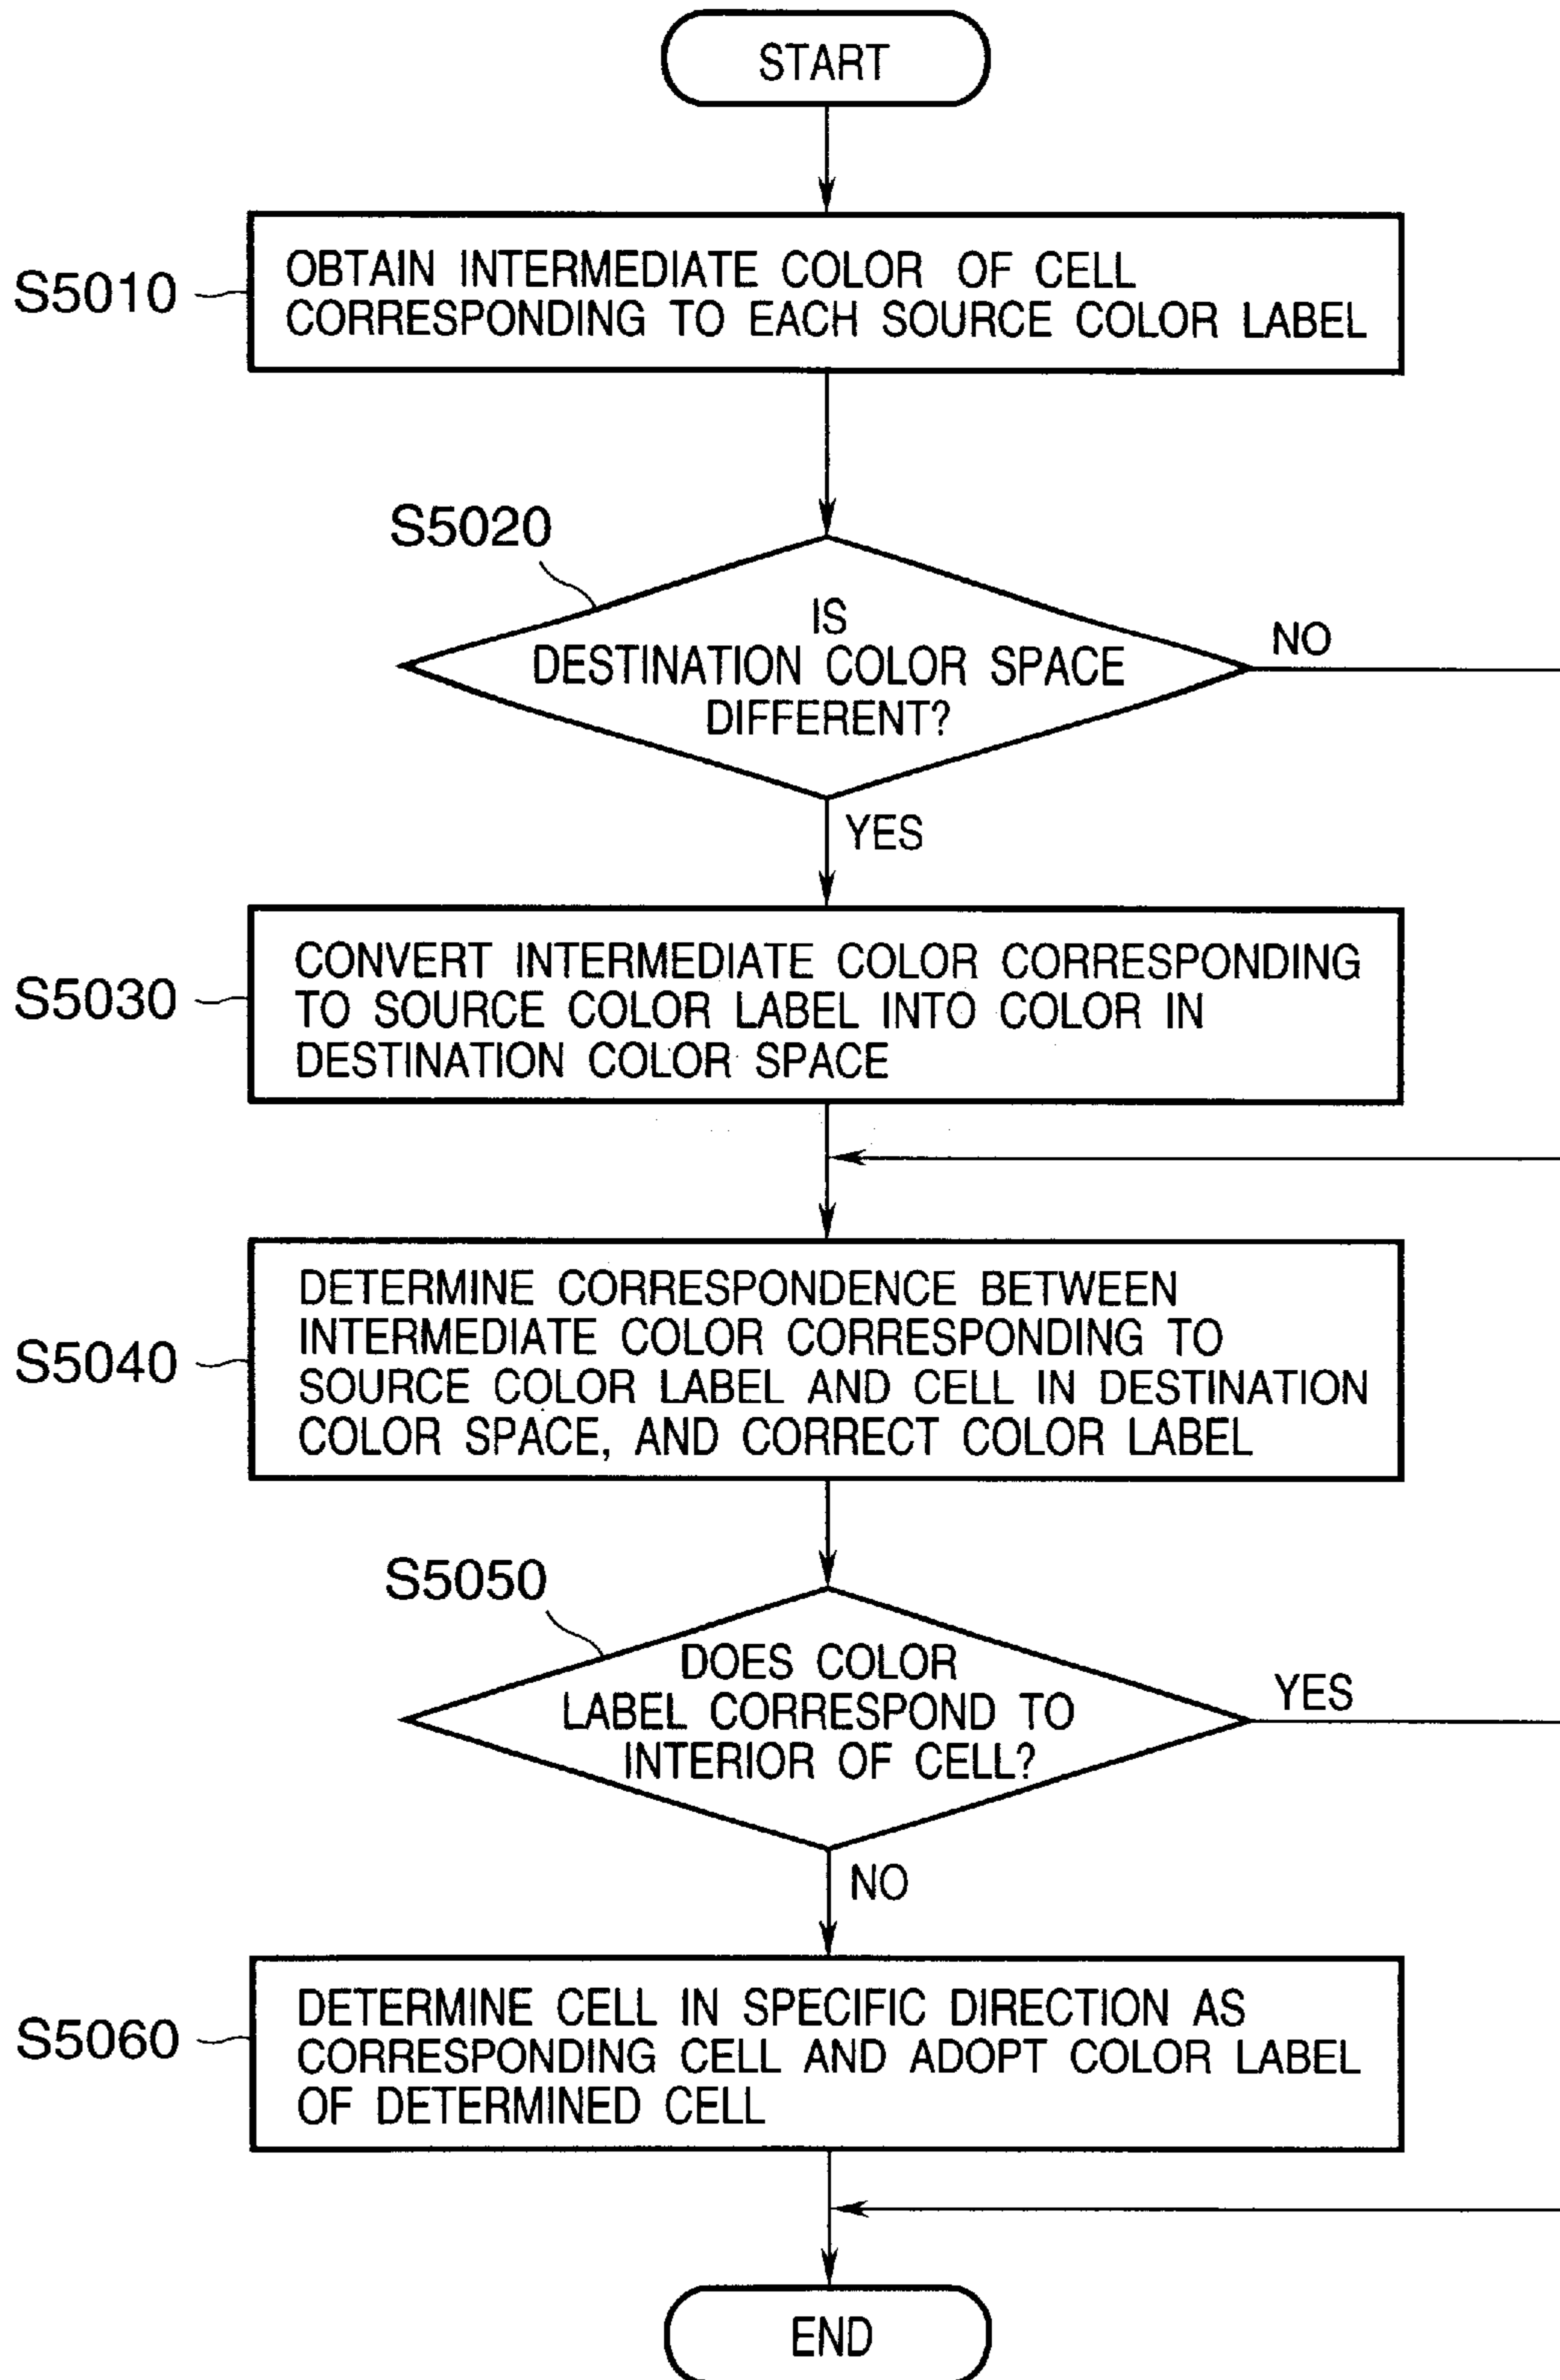 START
S5010
OBTAIN INTERMEDIATE COLOR OF CELL
CORRESPONDING TO EACH SOURCE COLOR LABEL
S5020
IS
DESTINATION COLOR SPACE
DIFFERENT?
NO
YES
S5030
CONVERT INTERMEDIATE COLOR CORRESPONDING
TO SOURCE COLOR LABEL INTO COLOR IN
DESTINATION COLOR SPACE
S5040
DETERMINE CORRESPONDENCE BETWEEN
INTERMEDIATE COLOR CORRESPONDING TO
SOURCE COLOR LABEL AND CELL IN DESTINATION
COLOR SPACE, AND CORRECT COLOR LABEL
S5050
DOES COLOR
LABEL CORRESPOND TO
INTERIOR OF CELL?
YES
NO
S5060
DETERMINE CELL IN SPECIFIC DIRECTION AS
CORRESPONDING CELL AND ADOPT COLOR LABEL
OF DETERMINED CELL
END